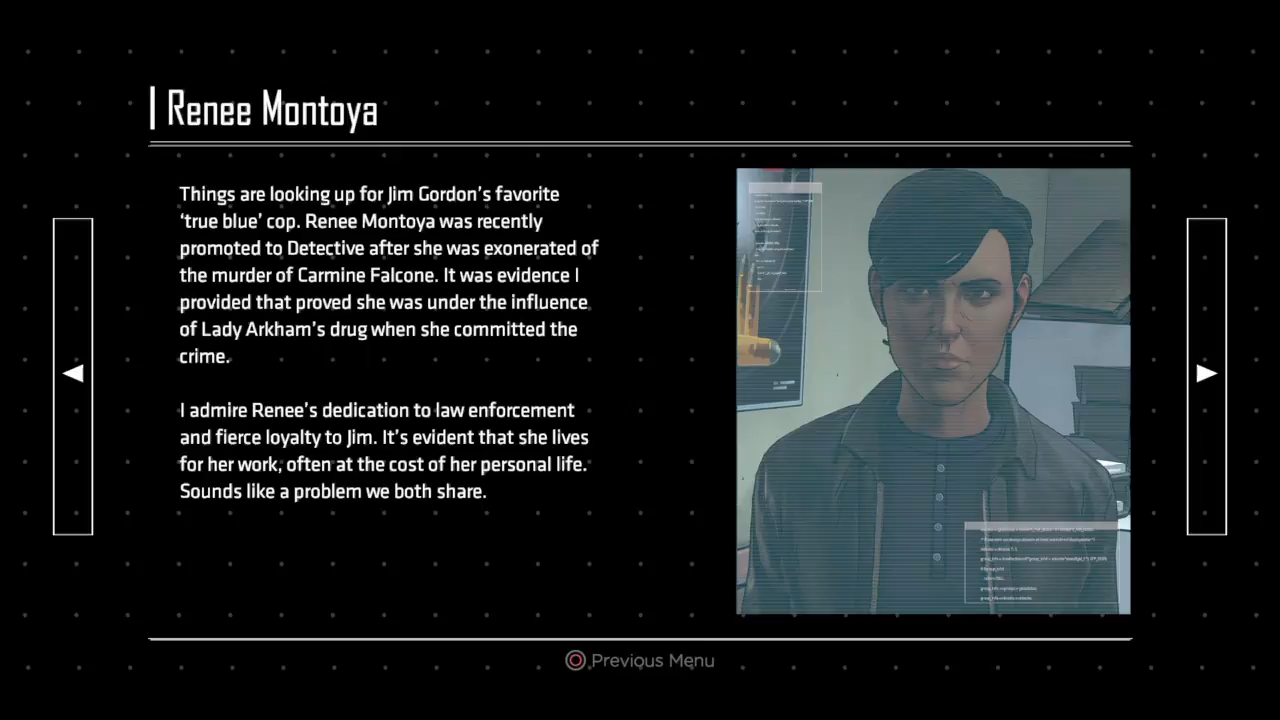 Renee Montoya
Things are looking up for Jim Gordon's favorite
'true blue' cop. Renee Montoya was recently
promoted to Detective after she was exonerated of
the murder of Carmine Falcone. It was evidence I
provided that proved she was under the influence
of Lady Arkham's drug when she committed the
crime.
I admire Renee's dedication to law enforcement
and fierce loyalty to Jim. It's evident that she lives
for her work, often at the cost of her personal life.
Sounds like a problem we both share.
Previous Menu